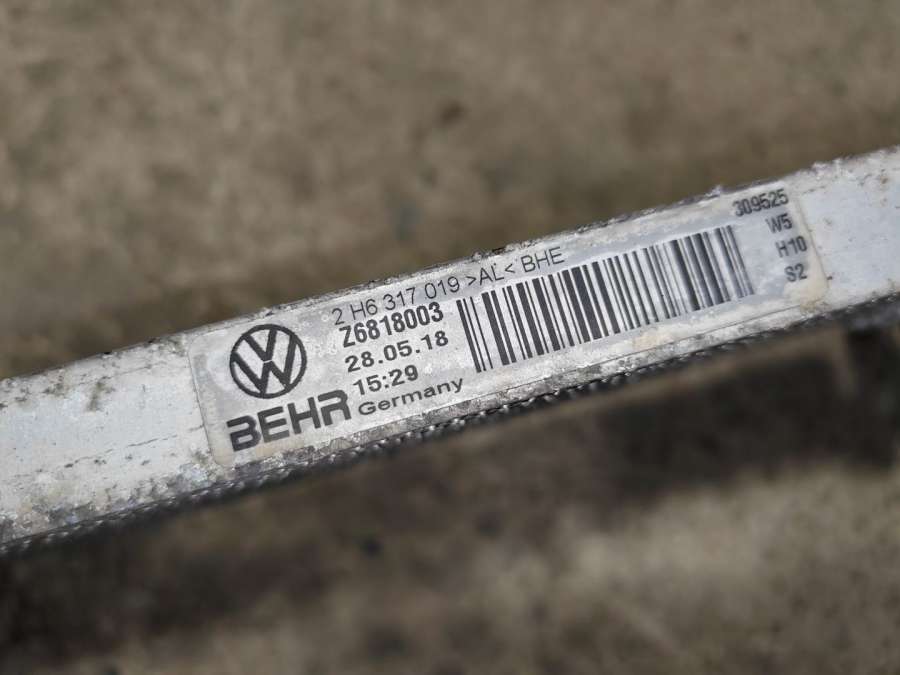 2 H6 317 019 >AL< BHE
Z6818003
28.05.18
15:29
BEHR Germany
309525
W5
H10
S2